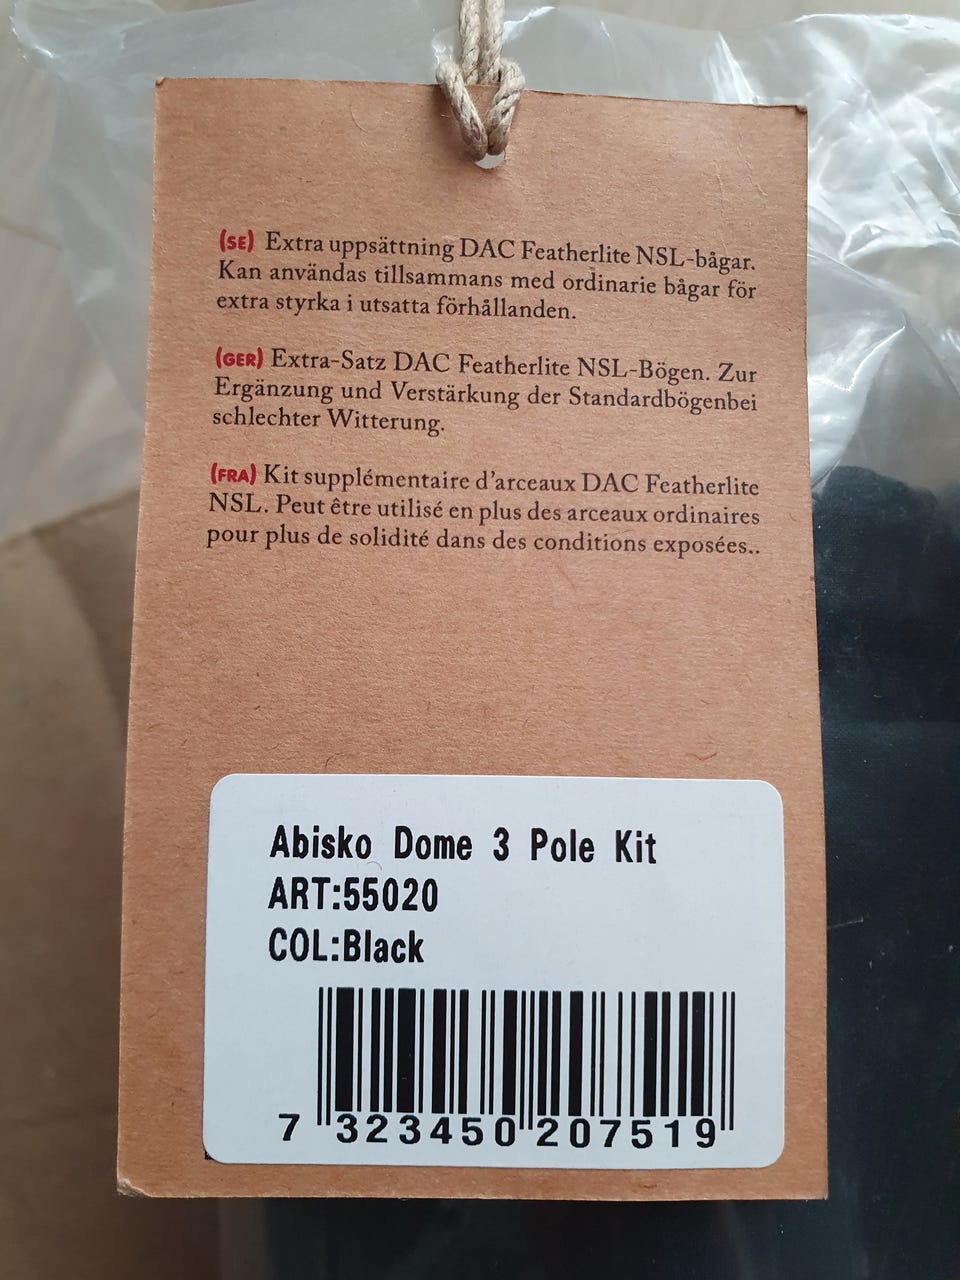 (SE) Extra uppsättning DAC Featherlite NSL-bågar.
Kan användas tillsammans med ordinarie bågar för
extra styrka i utsatta förhållanden.
(GER) Extra-Satz DAC Featherlite NSL-Bögen. Zur
Ergänzung und Verstärkung der Standardbögenbei
schlechter Witterung.
(FRA) Kit supplémentaire d'arceaux DAC Featherlite
NSL. Peut être utilisé en plus des arceaux ordinaires
pour plus de solidité dans des conditions exposées..
Abisko Dome 3 Pole Kit
ART:55020
COL:Black
7 323450 207519